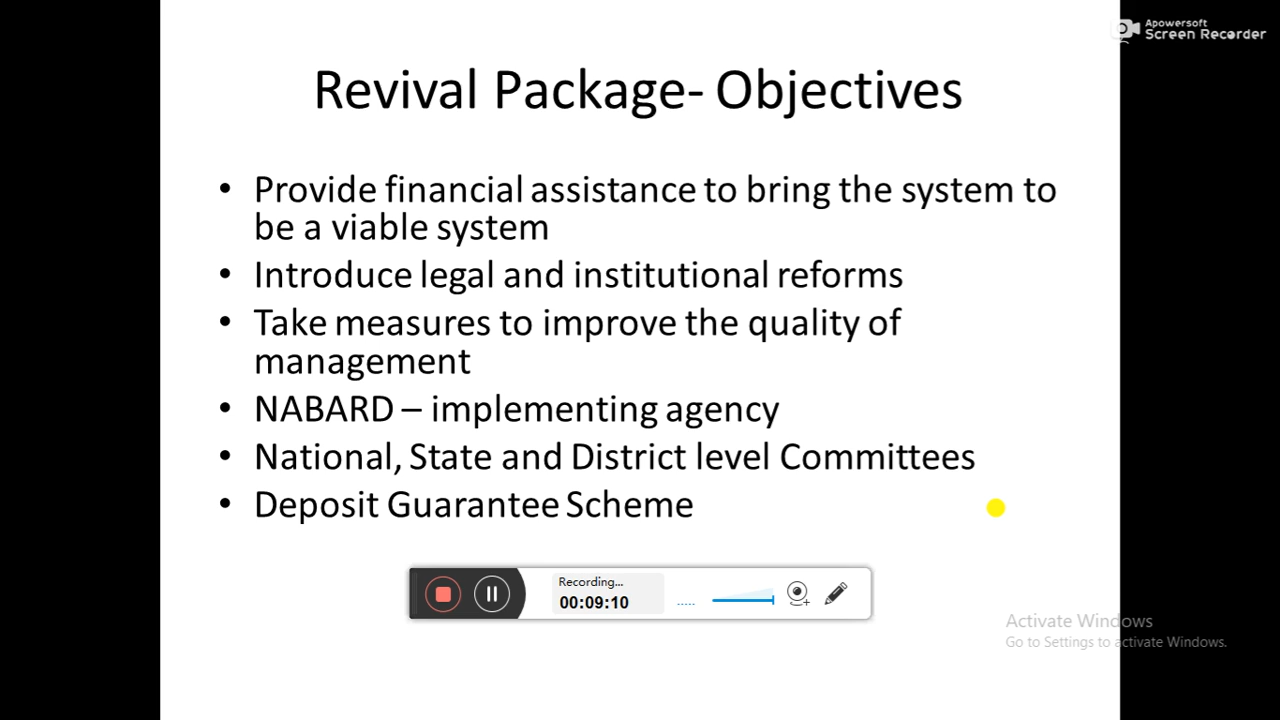 Apowersoft
Screen Recorder
Revival Package- Objectives
• Provide financial assistance to bring the system to
be a viable system
• Introduce legal and institutional reforms
• Take measures to improve the quality of
management
• NABARD – implementing agency
• National, State and District level Committees
• Deposit Guarantee Scheme
Recording...
00:09:10
Activate Windows
Go to Settings to activate Windows.